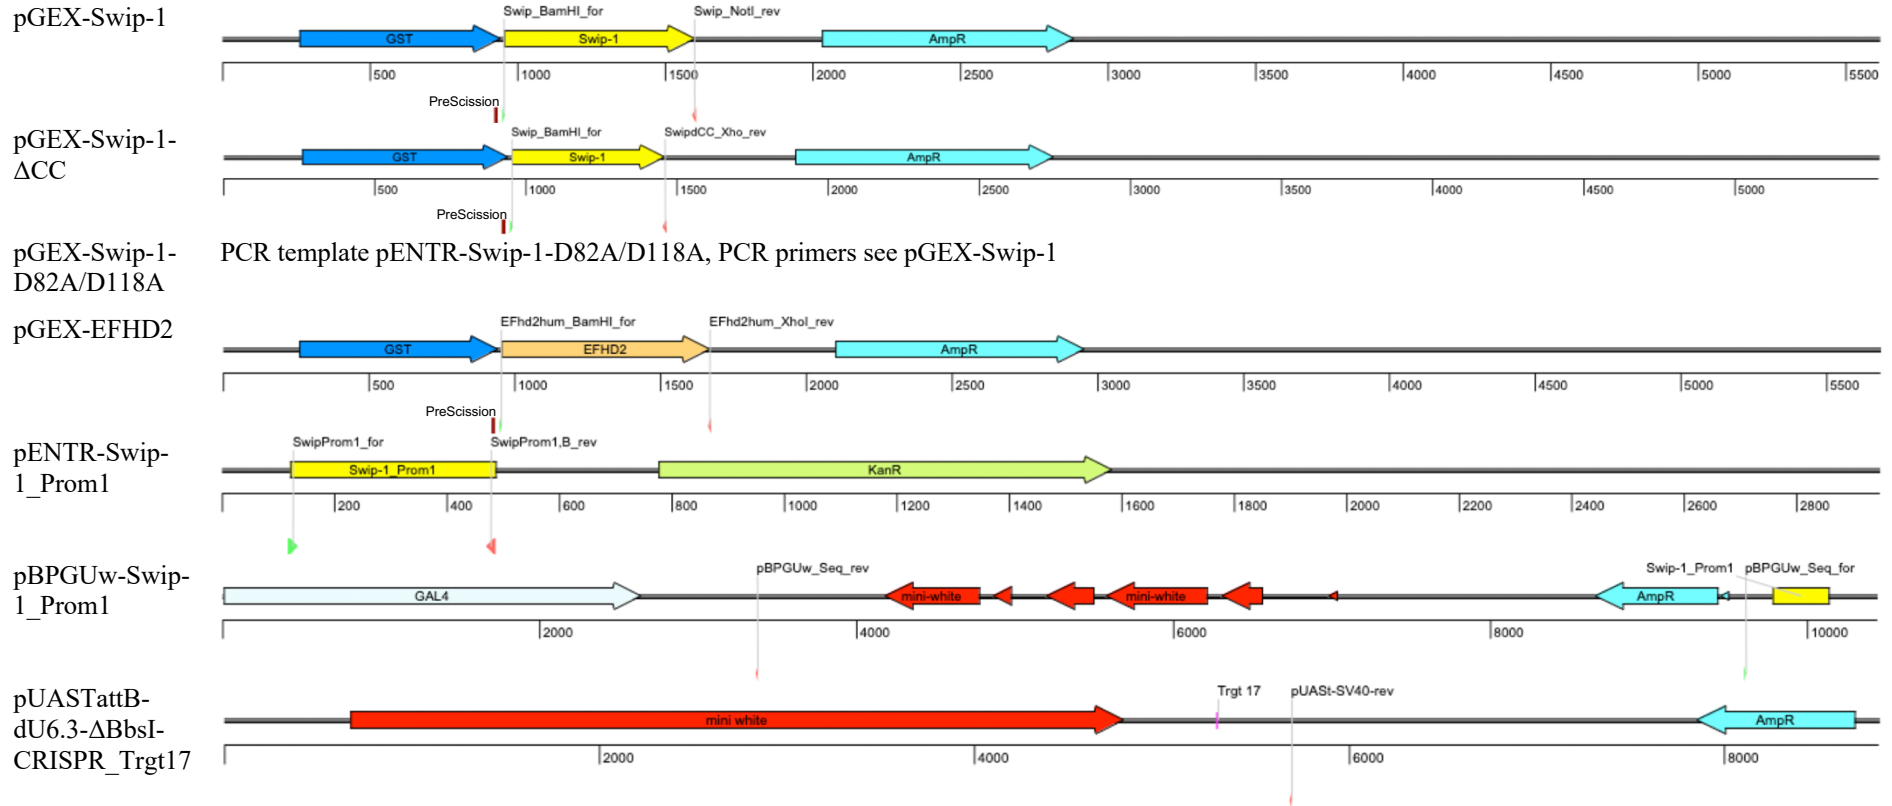 pGEX-Swip-1
Swip_BamHI_for
Swip_NotI_rev
GST
Swip-1
AmpR
500
1000
1500
2000
2500
3000
3500
4000
4500
5000
5500
PreScission
pGEX-Swip-1-
ΔCC
Swip_BamHI_for
SwipdCC_Xho_rev
GST
Swip-1
AmpR
500
1000
1500
2000
2500
3000
3500
4000
4500
5000
PreScission
pGEX-Swip-1-
D82A/D118A
PCR template pENTR-Swip-1-D82A/D118A, PCR primers see pGEX-Swip-1
pGEX-EFHD2
EFhd2hum_BamHI_for
EFhd2hum_XhoI_rev
GST
EFHD2
AmpR
500
1000
1500
2000
2500
3000
3500
4000
4500
5000
5500
PreScission
pENTR-Swip-
1_Prom1
SwipProm1_for
SwipProm1,B_rev
Swip-1_Prom1
KanR
200
400
600
800
1000
1200
1400
1600
1800
2000
2200
2400
2600
2800
pBPGUw-Swip-
1_Prom1
pBPGUw_Seq_rev
Swip-1_Prom1
pBPGUw_Seq_for
GAL4
mini-white
mini-white
AmpR
2000
4000
6000
8000
10000
pUASTattB-
dU6.3-ΔBbsI-
CRISPR_Trgt17
Trgt 17
pUASt-SV40-rev
mini white
AmpR
2000
4000
6000
8000